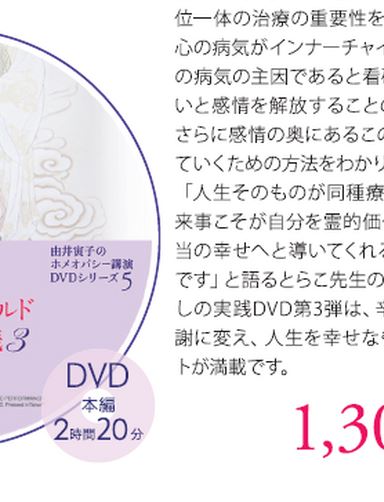 位一体の治療の重要性を
心の病気がインナーチャイ
の病気の主因であると看
いと感情を解放することの
さらに感情の奥にあるこの
ていくための方法をわかり
「人生そのものが同種療
来事こそが自分を霊的価
当の幸せへと導いてくれる
です」と語るとらこ先生の
しの実践DVD第3弾は、
謝に変え、人生を幸せな
トが満載です。
由井寅子の
ホメオパシー講演
DVDシリーズ5
ルド
3
DVD
本編
2時間20分
1,30